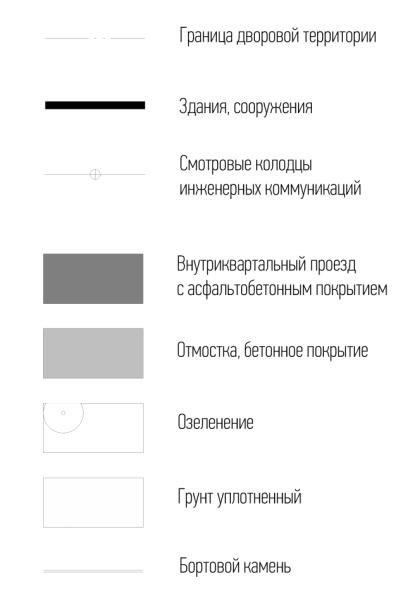 Граница дворовой территории
Здания, сооружения
Смотровые колодцы
инженерных коммуникаций
Внутриквартальный проезд
с асфальтобетонным покрытием
Отмостка, бетонное покрытие
Озеленение
Грунт уплотненный
Бортовой камень